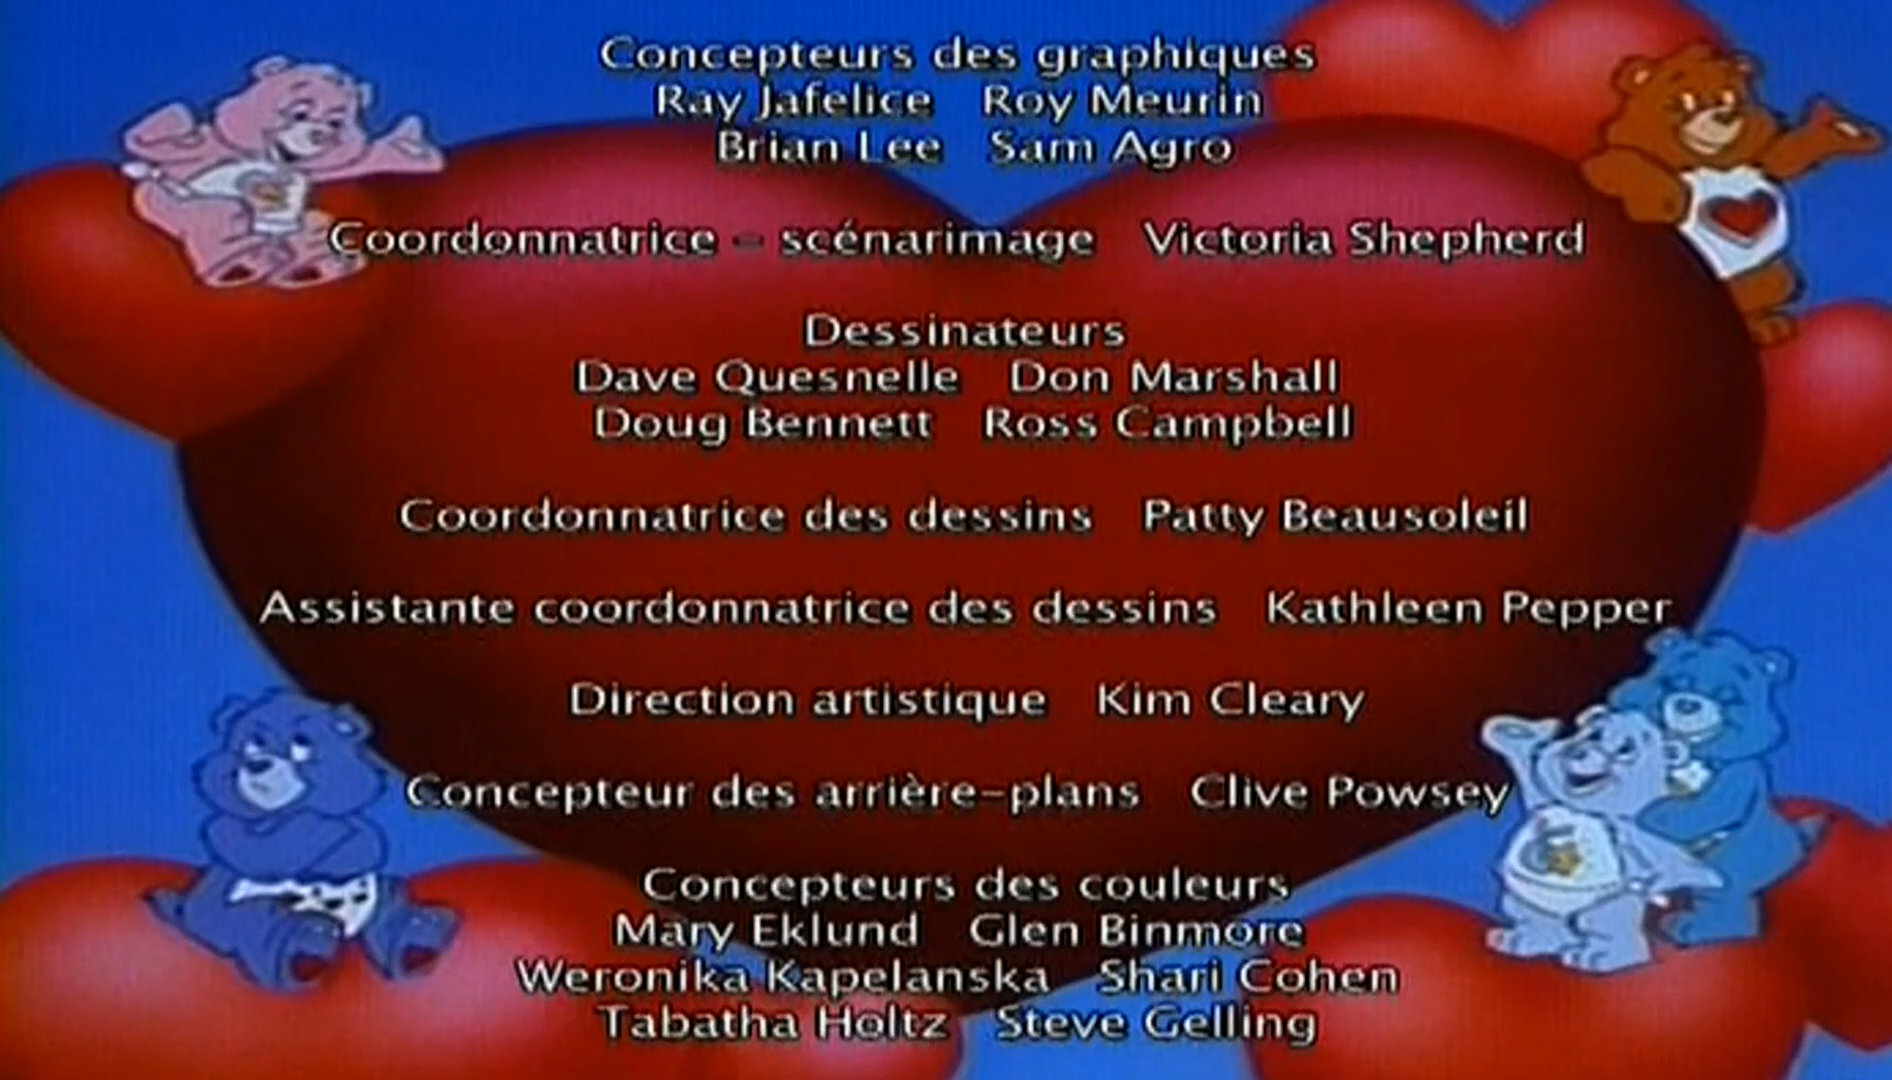 Concepteurs des graphiques
Ray Jafelice Roy Meurin
Brian Lee Sam Agro
Coordonnatrice - scénarimage Victoria Shepherd
Dessinateurs
Dave Quesnelle Don Marshall
Doug Bennett Ross Campbell
Coordonnatrice des dessins Patty Beausoleil
Assistante coordonnatrice des dessins Kathleen Pepper
Direction artistique Kim Cleary
Concepteur des arrière-plans Clive Powsey
Concepteurs des couleurs
Mary Eklund Glen Binmore
Weronika Kapelanska Shari Cohen
Tabatha Holtz Steve Gelling